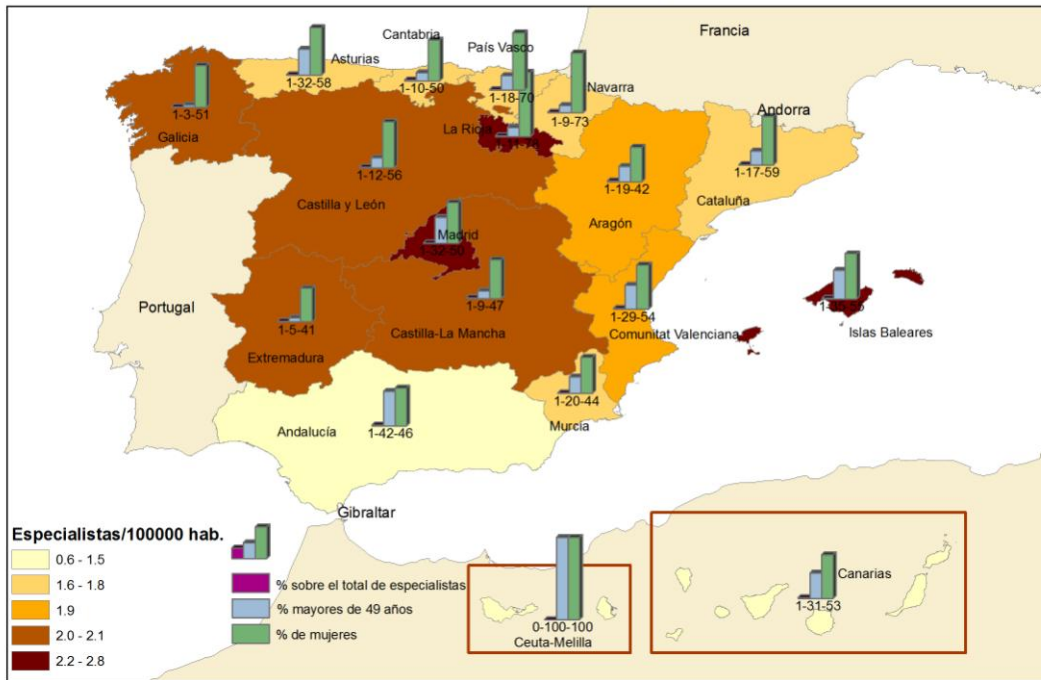 Cantabria
Francia
Asturias
País Vasco
1-32-58
1-10-50
1-18-70
Navarra
1-3-51
1-9-73
Andorra
Galicia
La Rioja
1-12-56
1-17-59
1-19-42
Castilla y León
Cataluña
Aragón
Madrid
1-32-50
1-9-47
Portugal
1-5-41
Castilla-La Mancha
1-29-54
Comunitat Valenciana
Islas Baleares
Extremadura
1-20-44
1-42-46
Andalucía
Murcia
Gibraltar
Especialistas/100000 hab.
0.6 - 1.5
1.6 - 1.8
1.9
2.0 - 2.1
2.2 - 2.8
% sobre el total de especialistas
% mayores de 49 años
% de mujeres
0-100-100
Ceuta-Melilla
Canarias
1-31-53